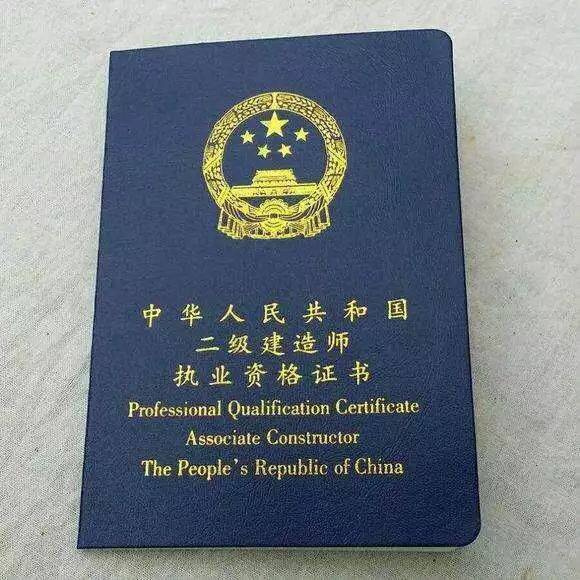 中华人民共和国
二级建造师
执业资格证书
Professional Qualification Certificate
Associate Constructor
The People's Republic of China